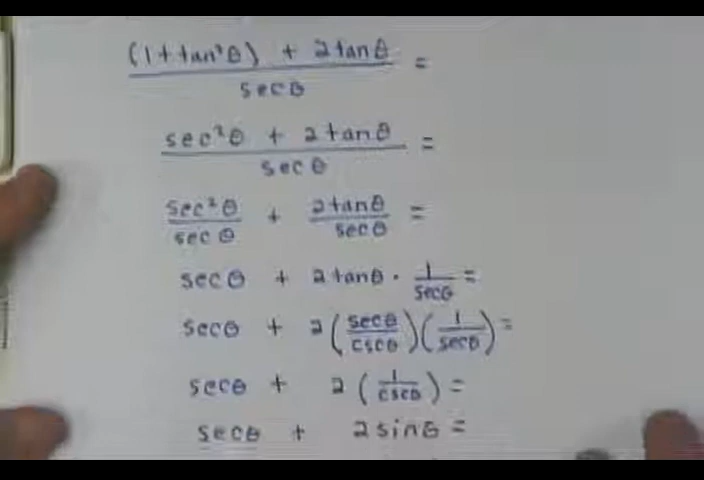 (1 + tan²θ) + 2tanθ / secθ =
sec²θ + 2tanθ / secθ =
sec²θ / secθ + 2tanθ / secθ =
secθ + 2tanθ · 1/secθ =
secθ + 2(secθ/cscθ)(1/secθ) =
secθ + 2(1/cscθ) =
secθ + 2sinθ =